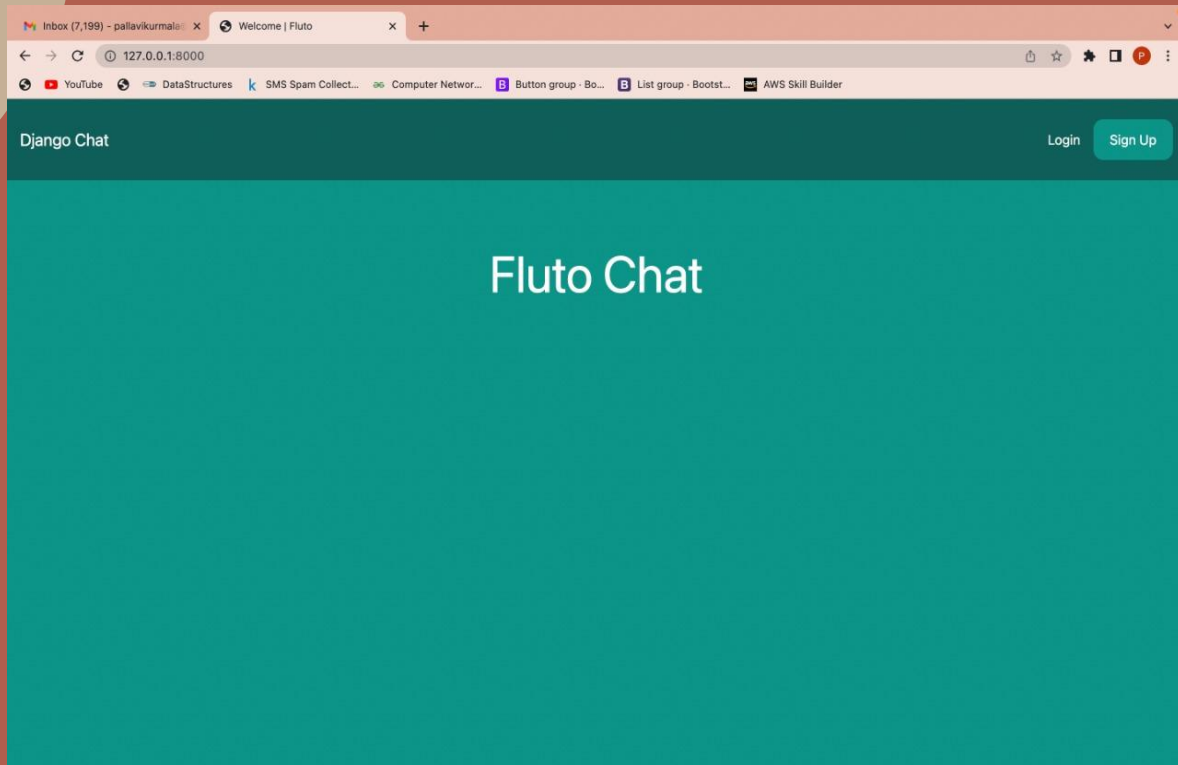 Inbox (7,199) - pallavikurmala
Welcome | Fluto
127.0.0.1:8000
P
YouTube DataStructures k SMS Spam Collect... Computer Networ... B Button group - Bo... B List group - Bootst... aws AWS Skill Builder
Django Chat Login Sign Up
Fluto Chat